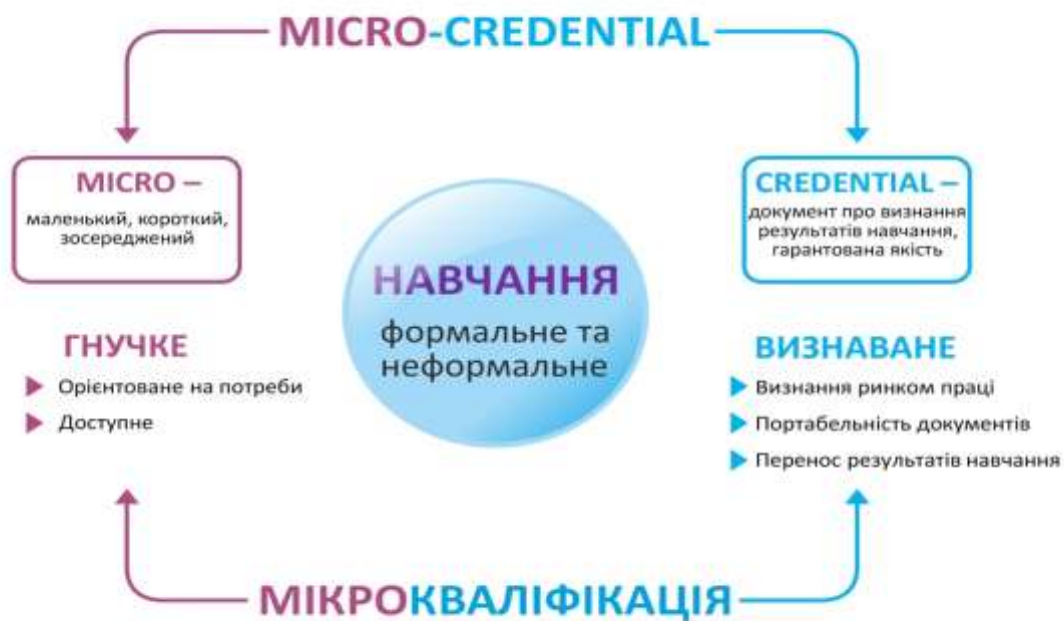 MICRO-CREDENTIAL
MICRO –
маленький, короткий,
зосереджений
CREDENTIAL –
документ про визнання
результатів навчання,
гарантована якість
НАВЧАННЯ
формальне та
неформальне
ГНУЧКЕ
Орієнтоване на потреби
Доступне
ВИЗНАВАНЕ
Визнання ринком праці
Портабельність документів
Перенос результатів навчання
МІКРОКВАЛІФІКАЦІЯ